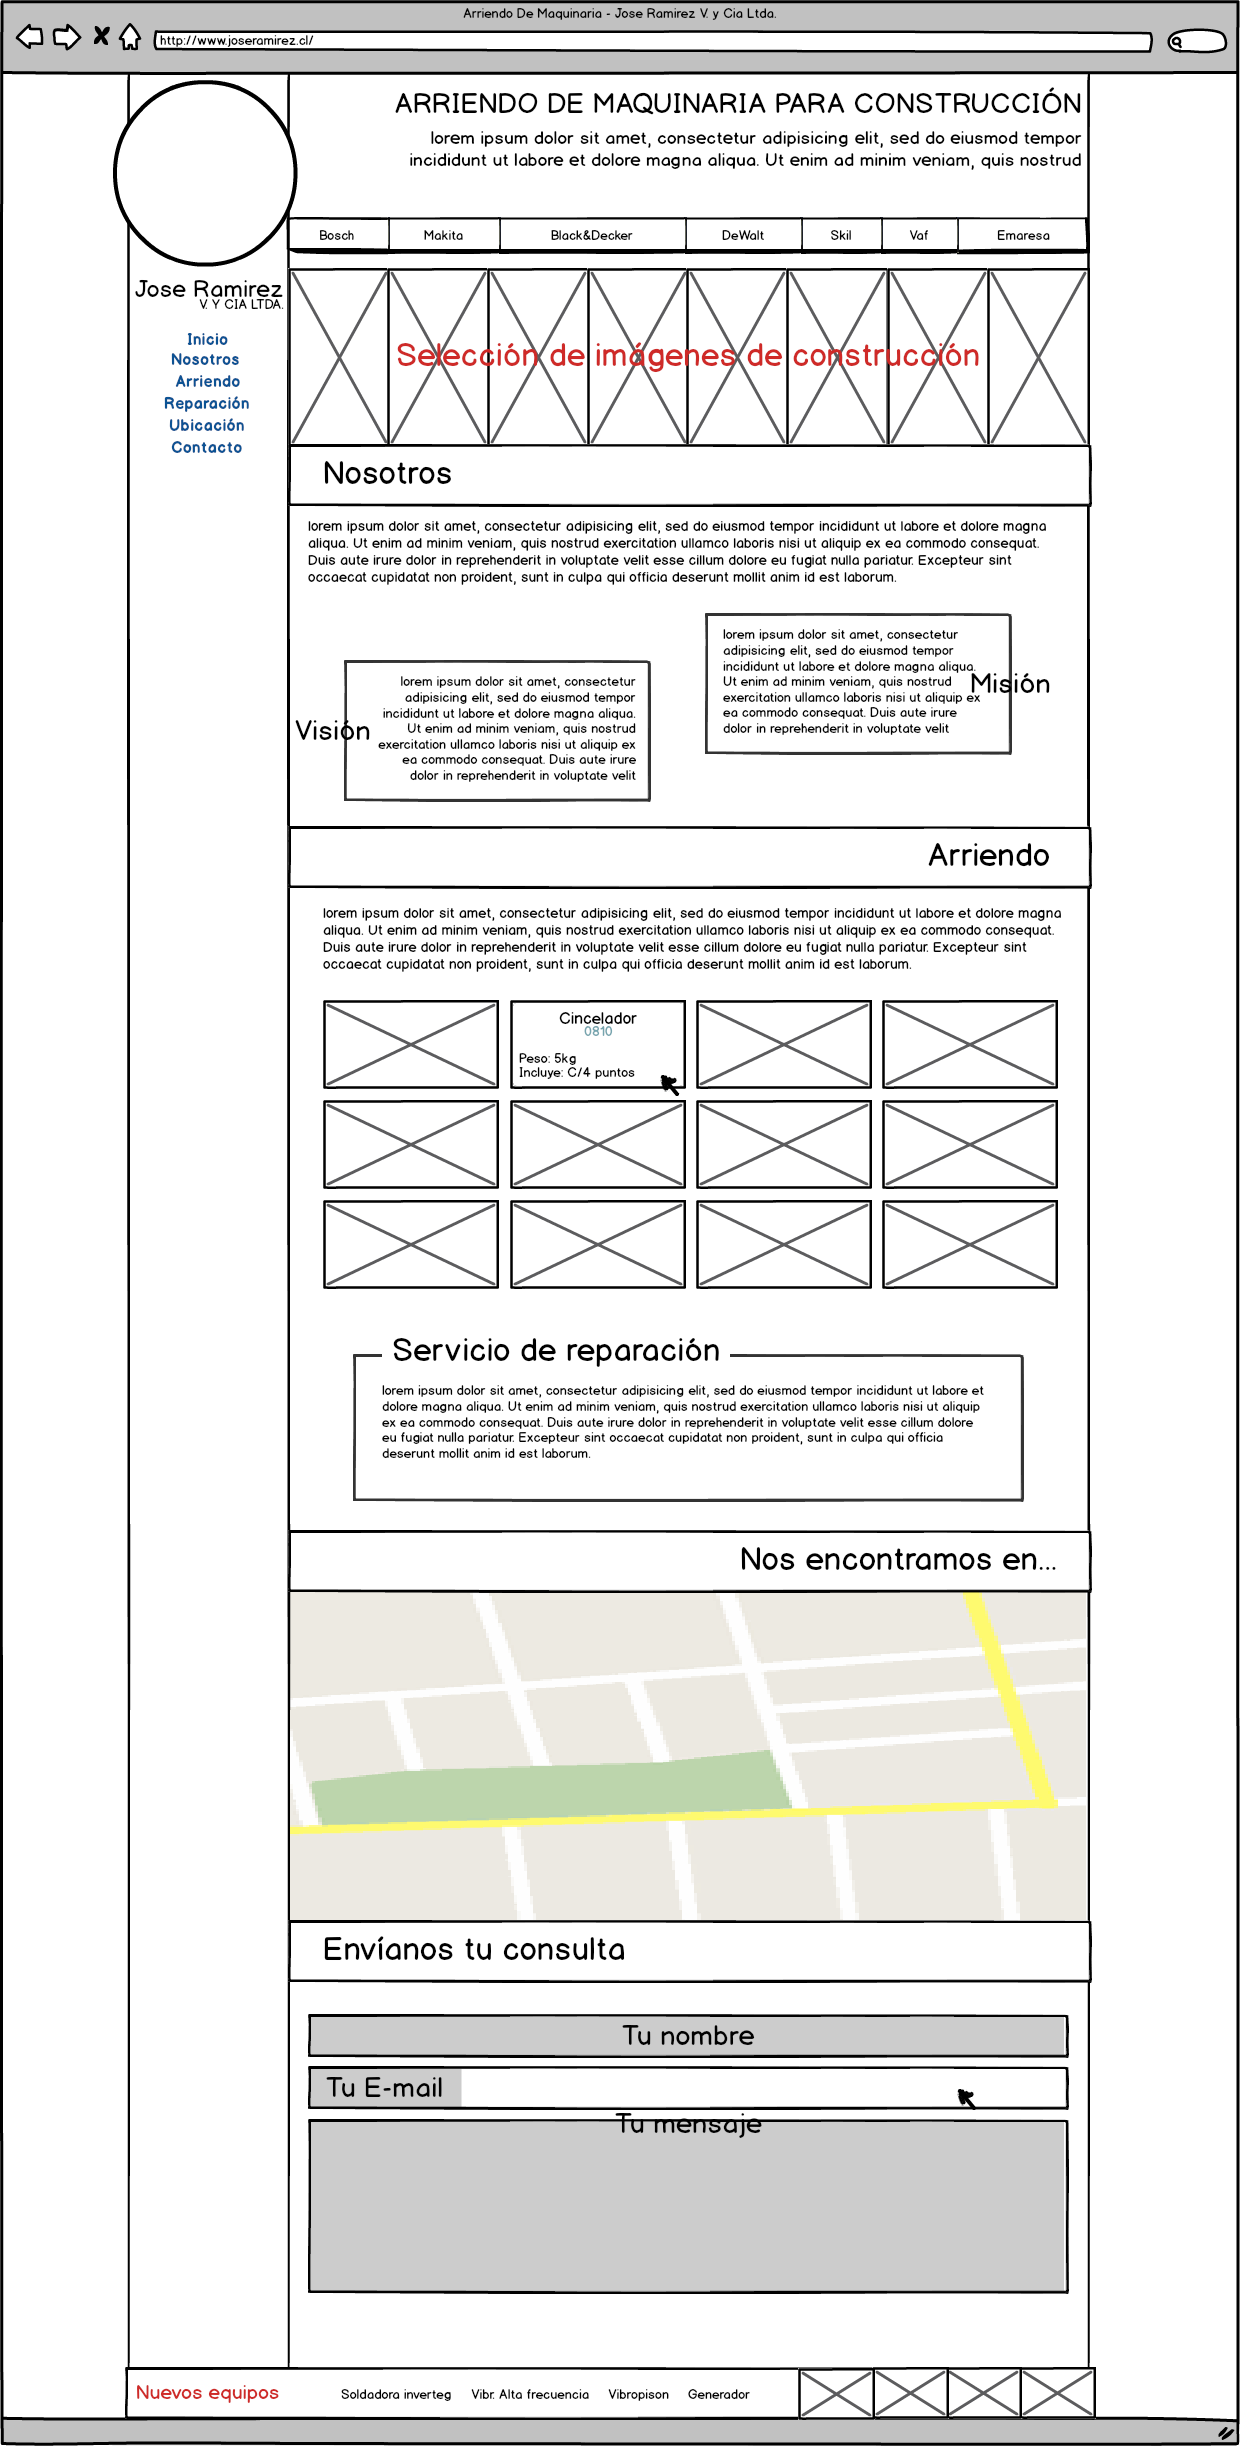 Arriendo De Maquinaria - Jose Ramirez V. y Cia Ltda.
http://www.joseramirez.cl/
ARRIENDO DE MAQUINARIA PARA CONSTRUCCIÓN
lorem ipsum dolor sit amet, consectetur adipisicing elit, sed do eiusmod tempor
incididunt ut labore et dolore magna aliqua. Ut enim ad minim veniam, quis nostrud
Bosch Makita Black&Decker DeWalt Skil Vaf Emaresa
Jose Ramirez
V. Y CIA LTDA.
Inicio
Nosotros
Arriendo
Reparación
Ubicación
Contacto
Selección de imágenes de construcción
Nosotros
lorem ipsum dolor sit amet, consectetur adipisicing elit, sed do eiusmod tempor incididunt ut labore et dolore magna
aliqua. Ut enim ad minim veniam, quis nostrud exercitation ullamco laboris nisi ut aliquip ex ea commodo consequat.
Duis aute irure dolor in reprehenderit in voluptate velit esse cillum dolore eu fugiat nulla pariatur. Excepteur sint
occaecat cupidatat non proident, sunt in culpa qui officia deserunt mollit anim id est laborum.
Visión
lorem ipsum dolor sit amet, consectetur
adipisicing elit, sed do eiusmod tempor
incididunt ut labore et dolore magna aliqua.
Ut enim ad minim veniam, quis nostrud
exercitation ullamco laboris nisi ut aliquip ex
ea commodo consequat. Duis aute irure
dolor in reprehenderit in voluptate velit
lorem ipsum dolor sit amet, consectetur
adipisicing elit, sed do eiusmod tempor
incididunt ut labore et dolore magna aliqua.
Ut enim ad minim veniam, quis nostrud
exercitation ullamco laboris nisi ut aliquip ex
ea commodo consequat. Duis aute irure
dolor in reprehenderit in voluptate velit
Misión
Arriendo
lorem ipsum dolor sit amet, consectetur adipisicing elit, sed do eiusmod tempor incididunt ut labore et dolore magna
aliqua. Ut enim ad minim veniam, quis nostrud exercitation ullamco laboris nisi ut aliquip ex ea commodo consequat.
Duis aute irure dolor in reprehenderit in voluptate velit esse cillum dolore eu fugiat nulla pariatur. Excepteur sint
occaecat cupidatat non proident, sunt in culpa qui officia deserunt mollit anim id est laborum.
Cincelador
0810
Peso: 5kg
Incluye: C/4 puntos
Servicio de reparación
lorem ipsum dolor sit amet, consectetur adipisicing elit, sed do eiusmod tempor incididunt ut labore et
dolore magna aliqua. Ut enim ad minim veniam, quis nostrud exercitation ullamco laboris nisi ut aliquip
ex ea commodo consequat. Duis aute irure dolor in reprehenderit in voluptate velit esse cillum dolore
eu fugiat nulla pariatur. Excepteur sint occaecat cupidatat non proident, sunt in culpa qui officia
deserunt mollit anim id est laborum.
Nos encontramos en...
Envíanos tu consulta
Tu nombre
Tu E-mail
Tu mensaje
Nuevos equipos Soldadora inverteg Vibr. Alta frecuencia Vibropison Generador